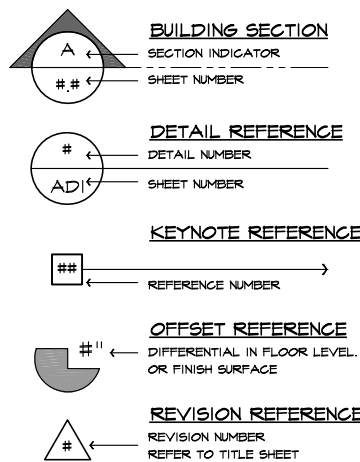 BUILDING SECTION
A
SECTION INDICATOR
#.#
SHEET NUMBER
DETAIL REFERENCE
#
DETAIL NUMBER
AD1
SHEET NUMBER
KEYNOTE REFERENCE
##
REFERENCE NUMBER
OFFSET REFERENCE
#"
DIFFERENTIAL IN FLOOR LEVEL.
OR FINISH SURFACE
REVISION REFERENCE
REVISION NUMBER
#
REFER TO TITLE SHEET